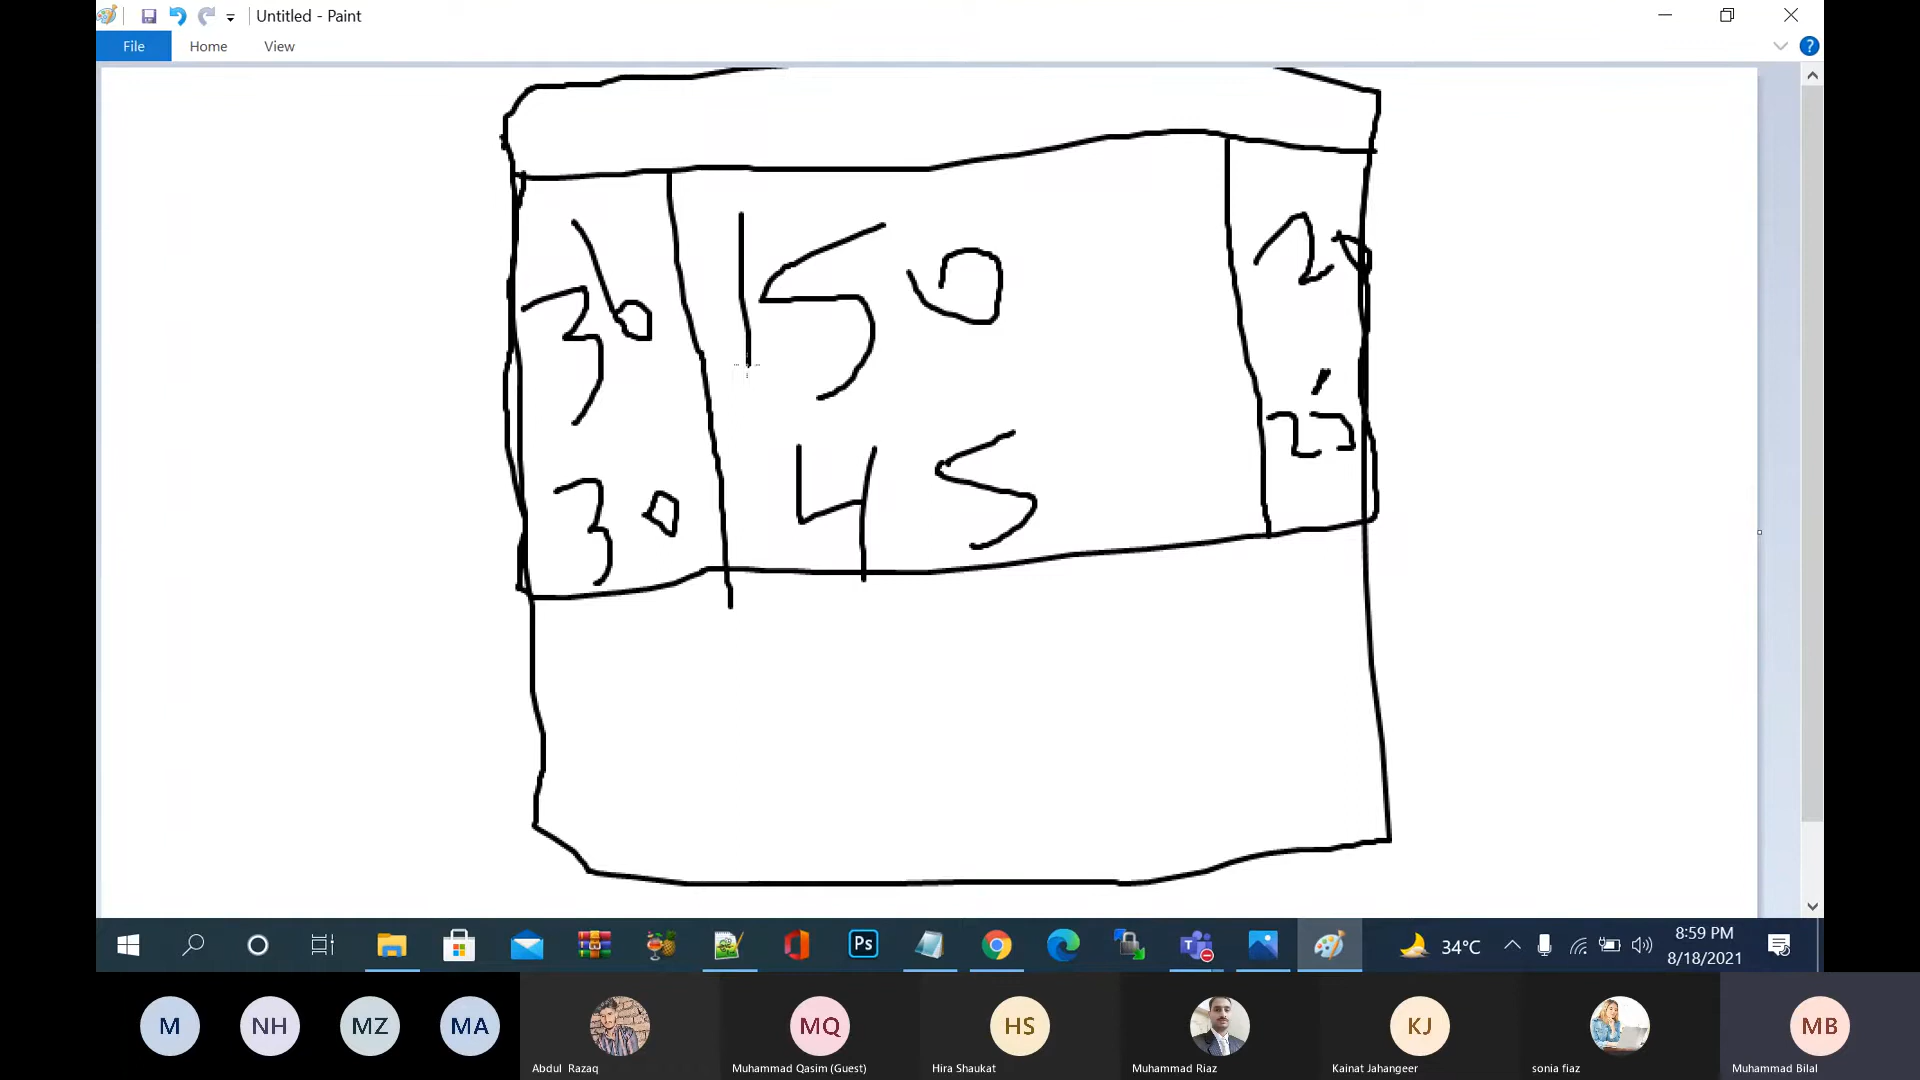 Untitled - Paint
File Home View
30 150 20
30 45 25
Ps
34°C 8:59 PM
8/18/2021
M NH MZ MA MQ HS KJ MB
Abdul Razaq Muhammad Qasim (Guest) Hira Shaukat Muhammad Riaz Kainat Jahangeer sonia fiaz Muhammad Bilal